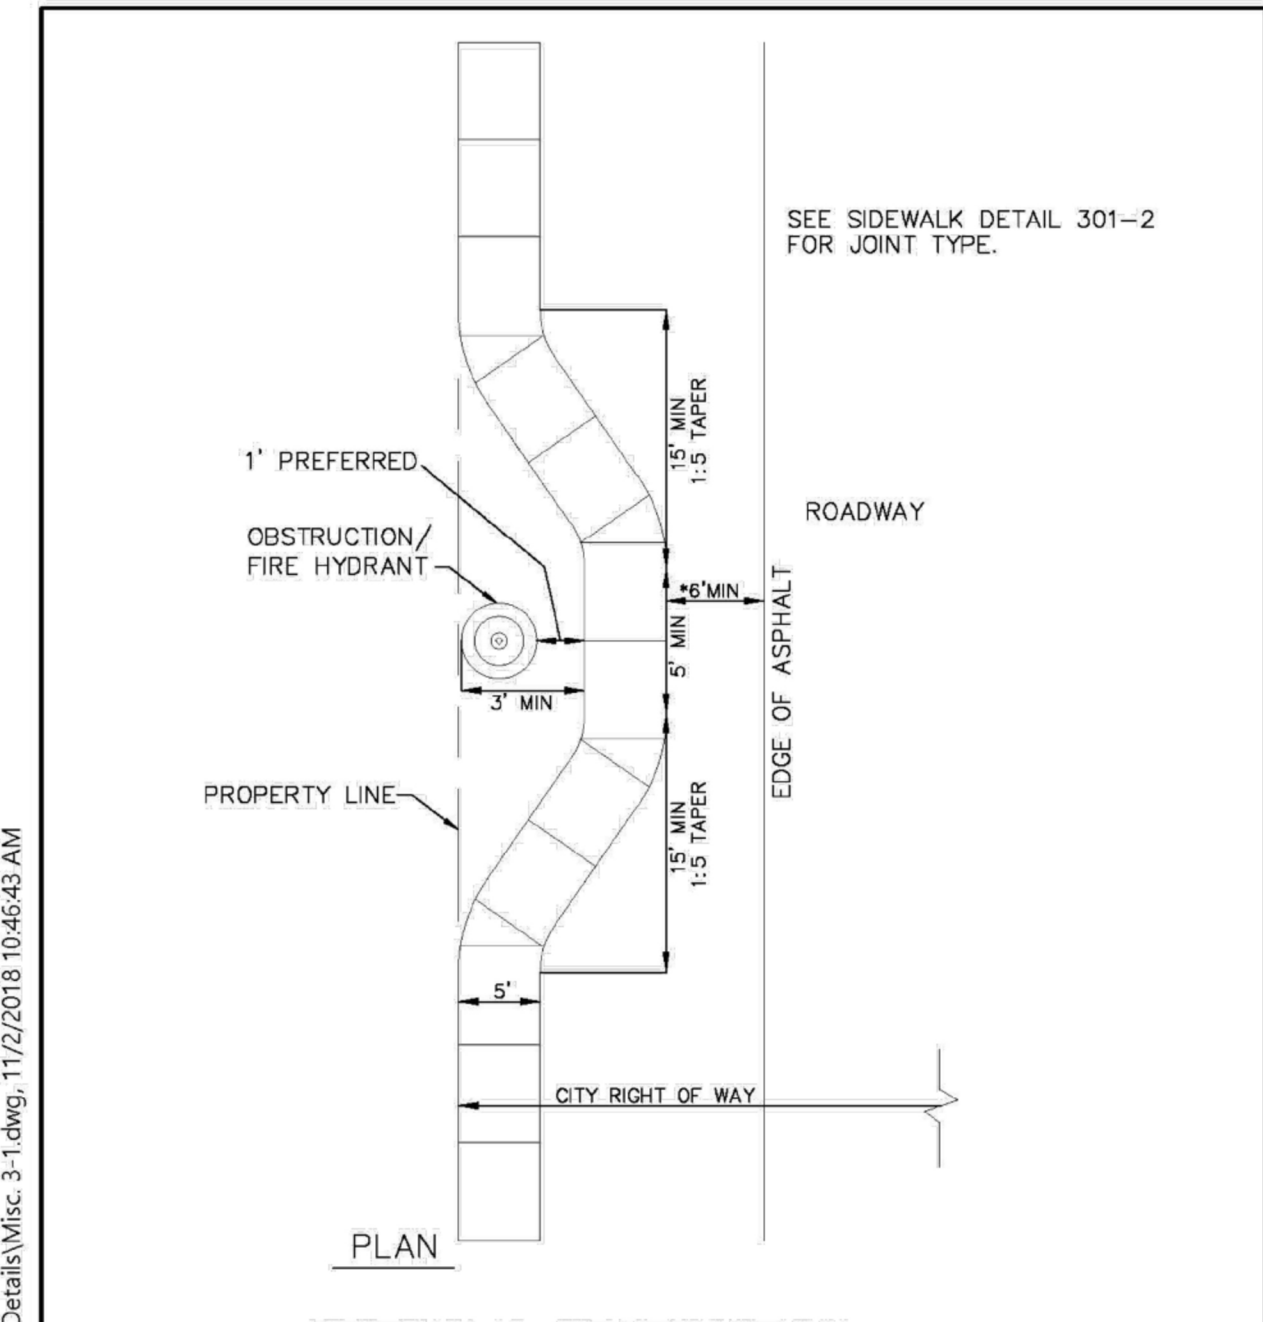 SEE SIDEWALK DETAIL 301-2
FOR JOINT TYPE.
15' MIN
1:5 TAPER
1' PREFERRED
ROADWAY
OBSTRUCTION/
FIRE HYDRANT
*6'MIN
5' MIN
EDGE OF ASPHALT
3' MIN
PROPERTY LINE
15' MIN
1:5 TAPER
5'
CITY RIGHT OF WAY
PLAN
Details\Misc. 3-1.dwg, 11/2/2018 10:46:43 AM